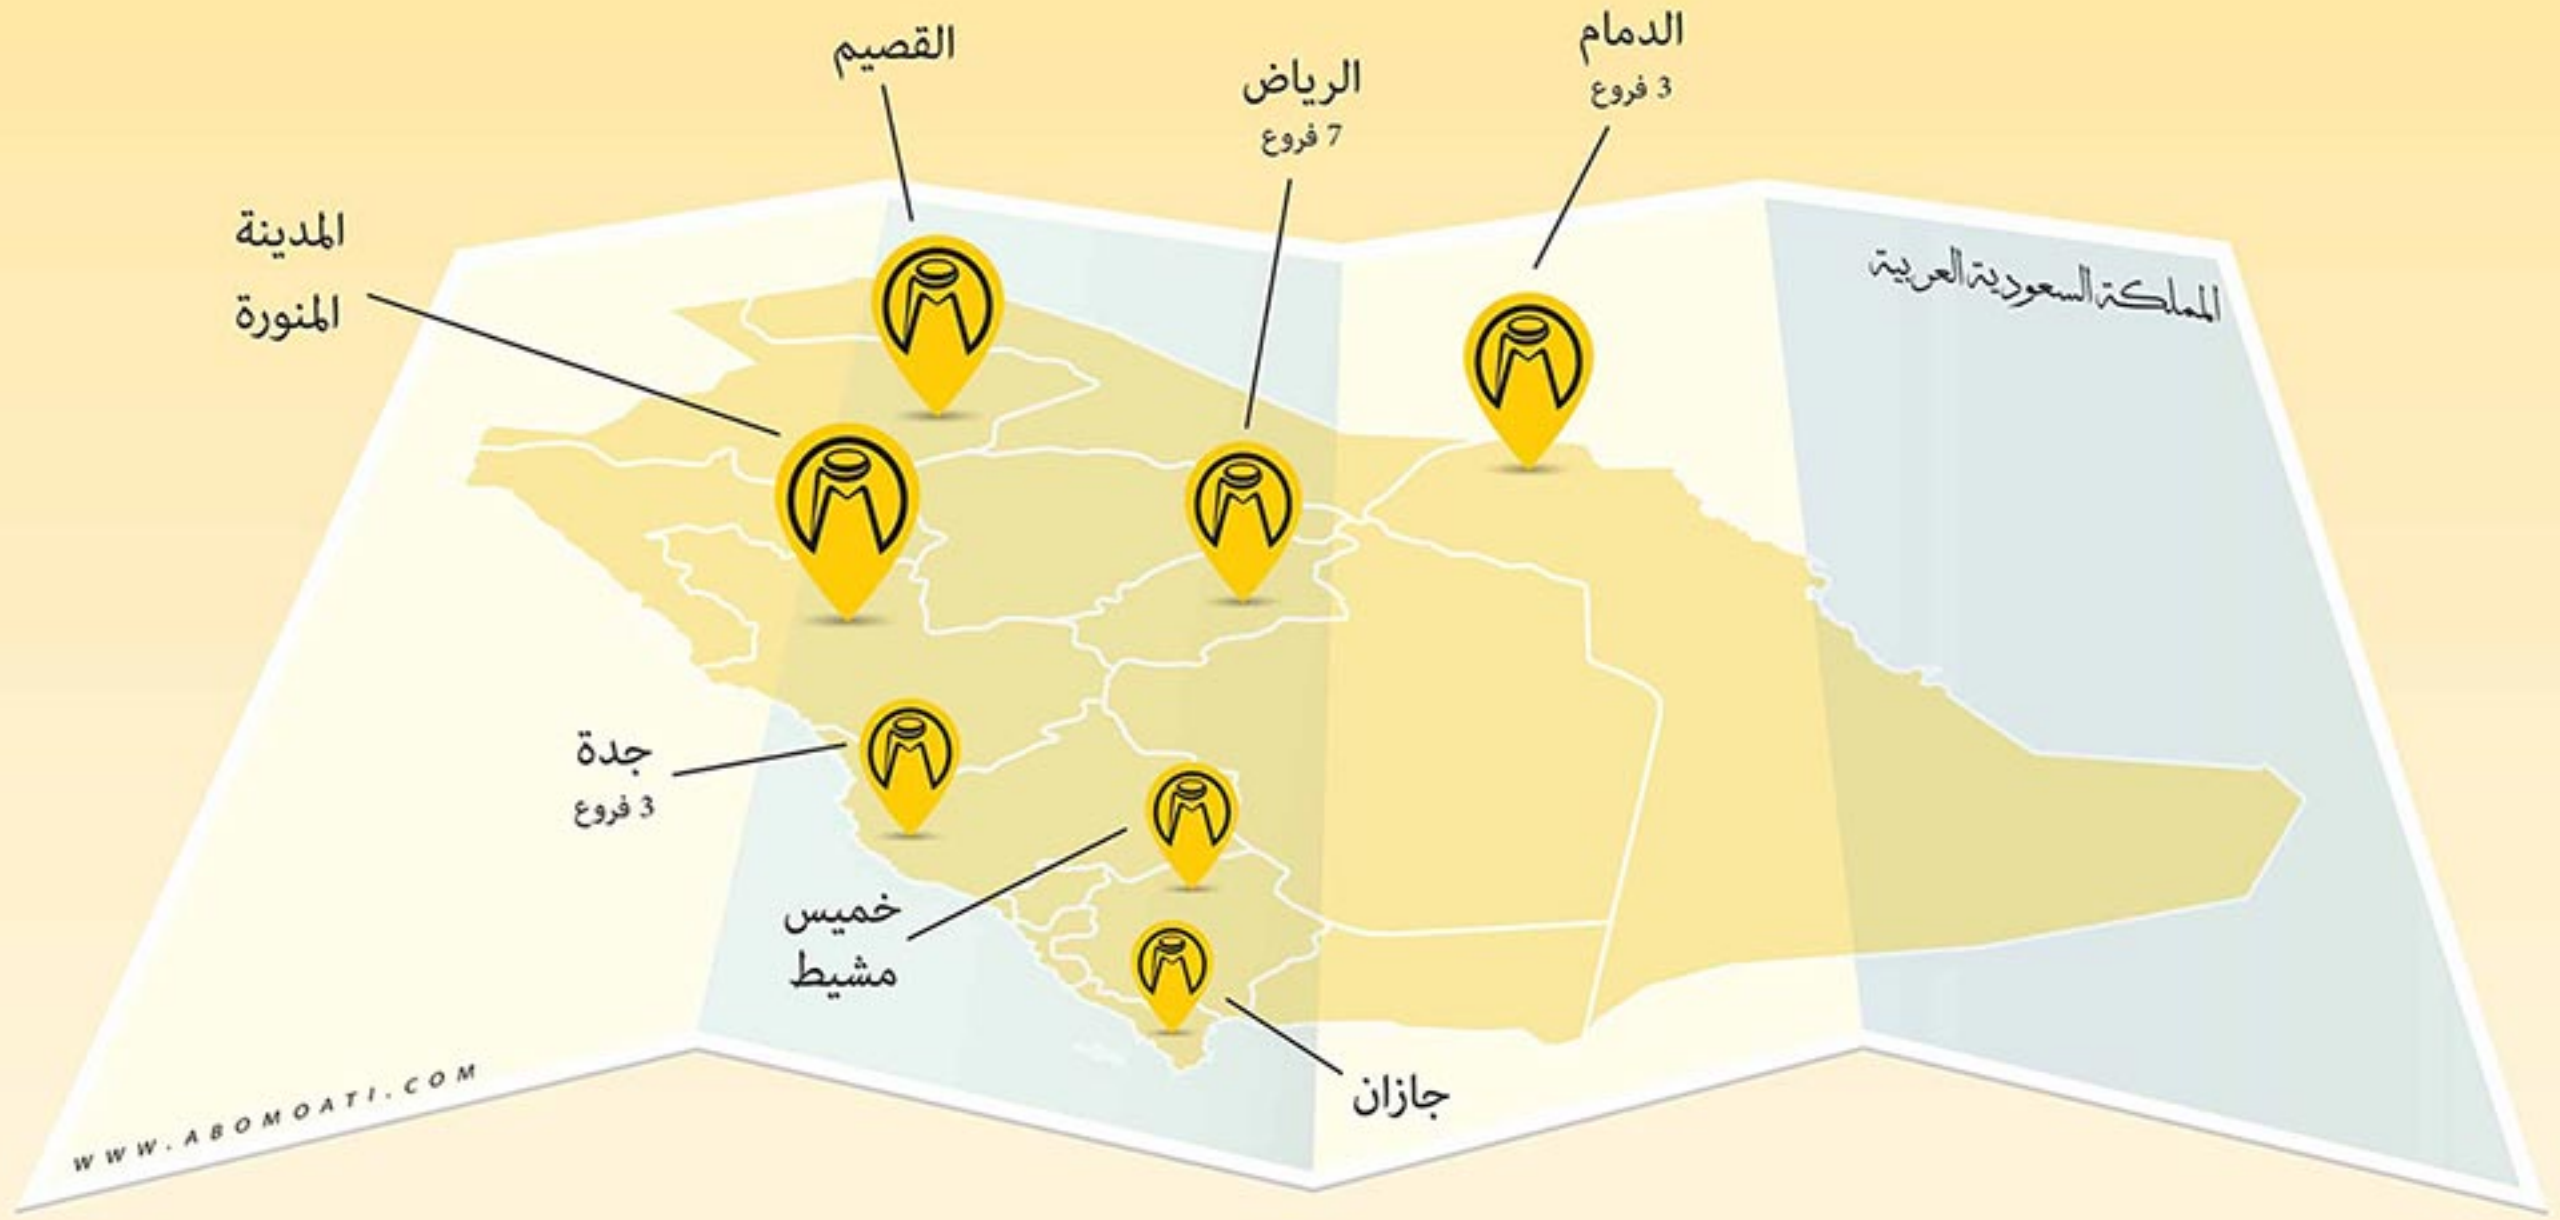 الدمام
3 فروع
القصيم
الرياض
7 فروع
المدينة
المنورة
المملكة السعودية العربية
جدة
3 فروع
خميس
مشيط
جازان
WWW.ABOMOATI.COM